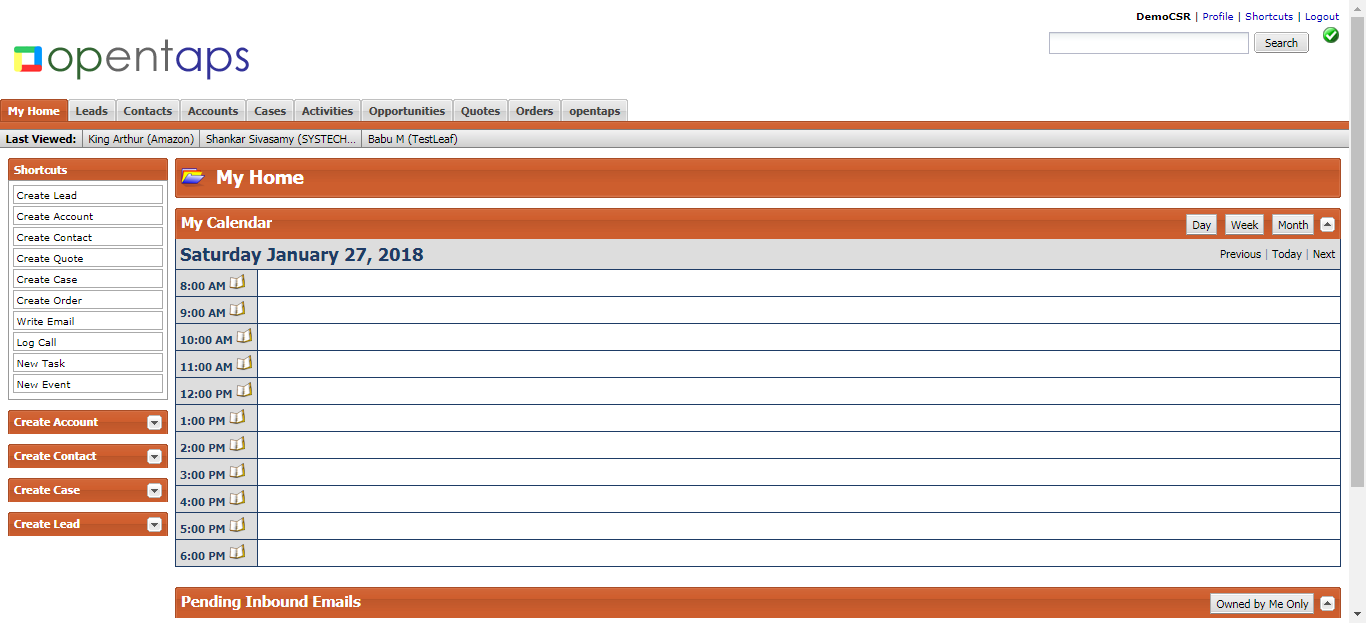 DemoCSR | Profile | Shortcuts | Logout
Search
opentaps
My Home Leads Contacts Accounts Cases Activities Opportunities Quotes Orders opentaps
Last Viewed: King Arthur (Amazon) Shankar Sivasamy (SYSTECH... Babu M (TestLeaf)
Shortcuts
Create Lead
Create Account
Create Contact
Create Quote
Create Case
Create Order
Write Email
Log Call
New Task
New Event
Create Account
Create Contact
Create Case
Create Lead
My Home
My Calendar Day Week Month
Saturday January 27, 2018 Previous | Today | Next
8:00 AM
9:00 AM
10:00 AM
11:00 AM
12:00 PM
1:00 PM
2:00 PM
3:00 PM
4:00 PM
5:00 PM
6:00 PM
Pending Inbound Emails Owned by Me Only